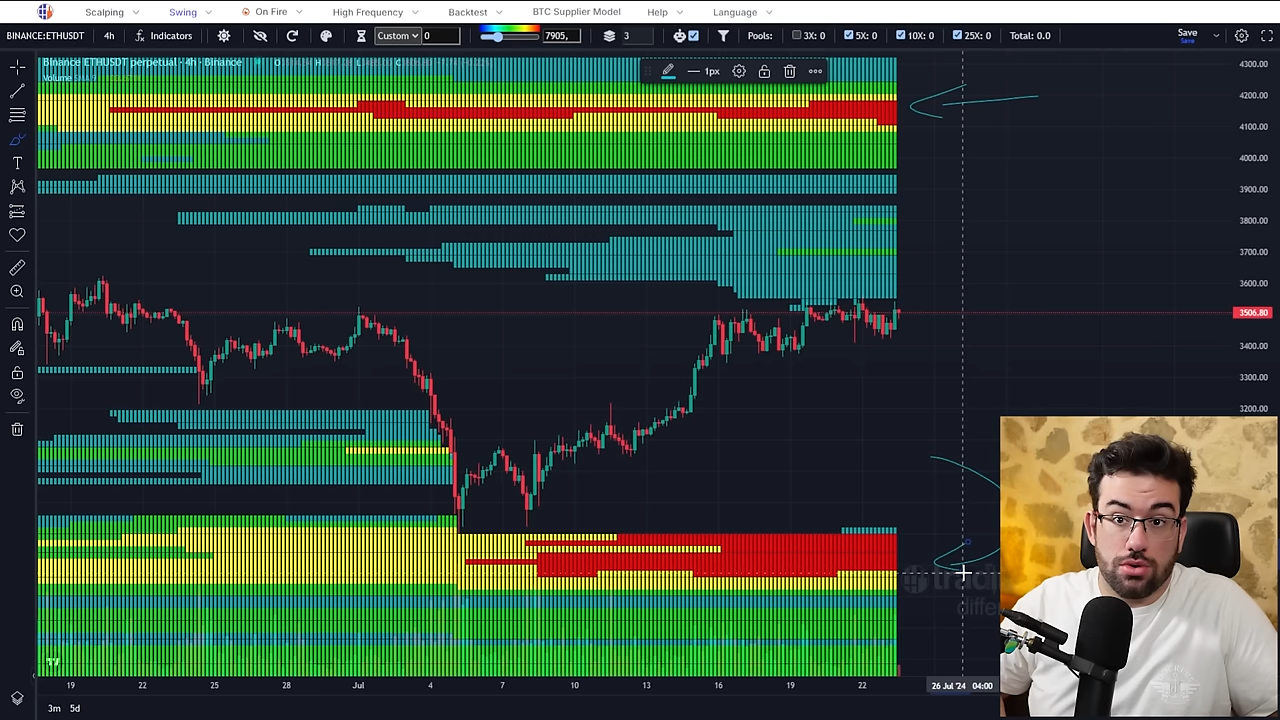 Scalping Swing On Fire High Frequency Backtest BTC Supplier Model Help Language
BINANCE:ETHUSDT 4h Indicators Custom 0 7905, 3 Pools: 3X: 0 5X: 0 10X: 0 25X: 0 Total: 0.0 Save
Save
Binance ETHUSDT perpetual · 4h · Binance
Volume
1px
4300.00
4200.00
4100.00
4000.00
3900.00
3800.00
3700.00
3600.00
3506.80
3400.00
3300.00
3200.00
19 22 25 28 Jul 4 7 10 13 16 19 22 26 Jul '24 04:00
3m 5d